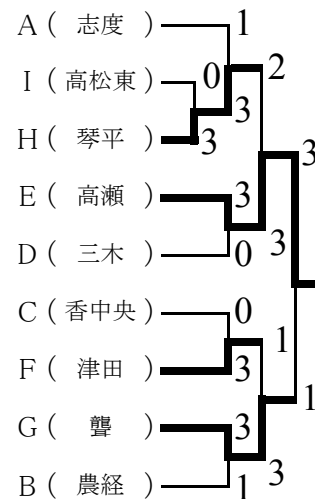 A ( 志度 ) 1
I ( 高松東 ) 0 2
H ( 琴平 ) 3 3 3
E ( 高瀬 ) 3
D ( 三木 ) 0 3
C ( 香中央 ) 0
F ( 津田 ) 3 1
G ( 聾 ) 3 1
B ( 農経 ) 1 3